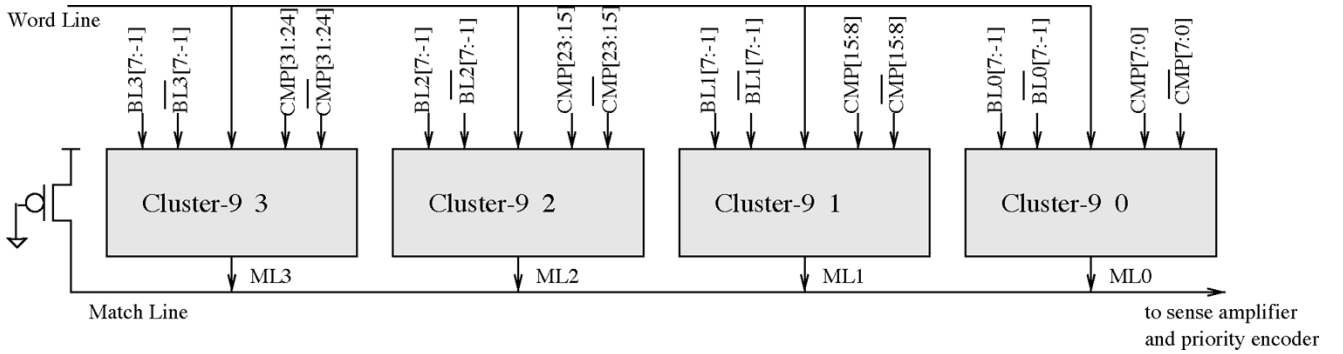 Word Line
BL3[7:-1]
BL3[7:-1]
CMP[31:24]
CMP[31:24]
BL2[7:-1]
BL2[7:-1]
CMP[23:15]
CMP[23:15]
BL1[7:-1]
BL1[7:-1]
CMP[15:8]
CMP[15:8]
BL0[7:-1]
BL0[7:-1]
CMP[7:0]
CMP[7:0]
Cluster-9 3
Cluster-9 2
Cluster-9 1
Cluster-9 0
ML3
ML2
ML1
ML0
Match Line
to sense amplifier
and priority encoder